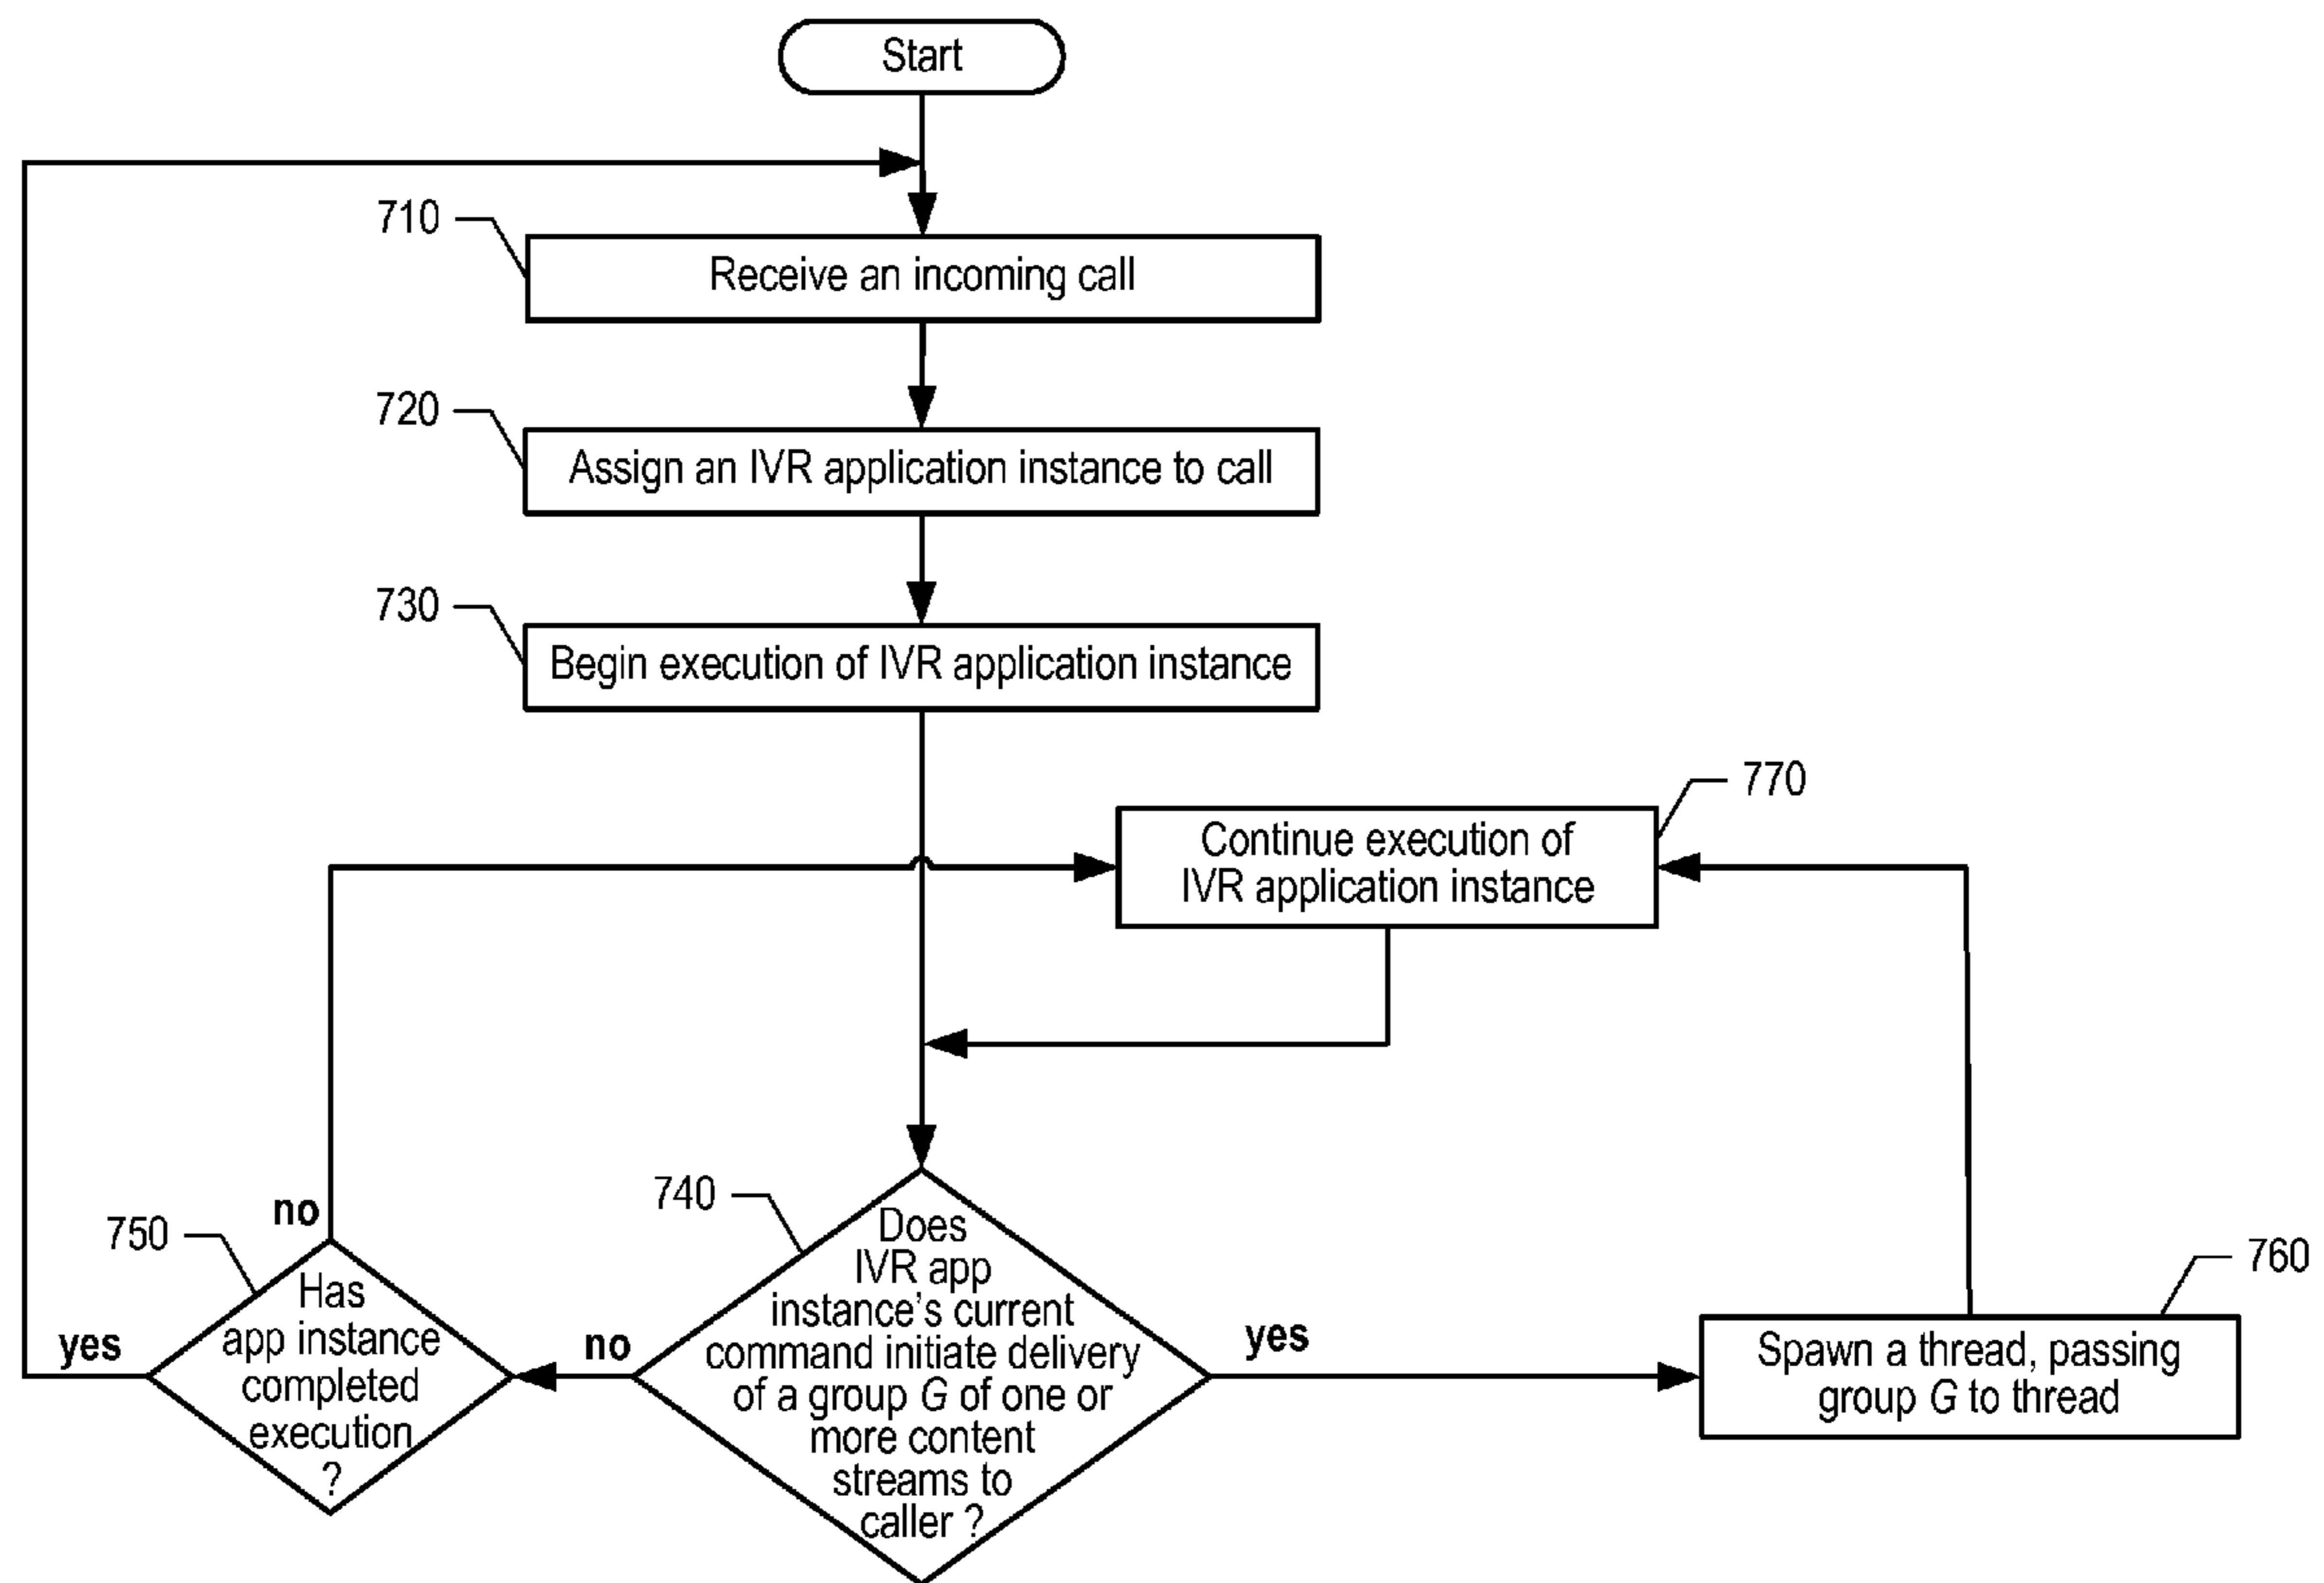 Start
710
Receive an incoming call
720
Assign an IVR application instance to call
730
Begin execution of IVR application instance
770
Continue execution of
IVR application instance
740
Does
IVR app
instance's current
command initiate delivery
of a group G of one or
more content
streams to
caller ?
750
no
Has
app instance
completed
execution
?
yes
no
yes
760
Spawn a thread, passing
group G to thread